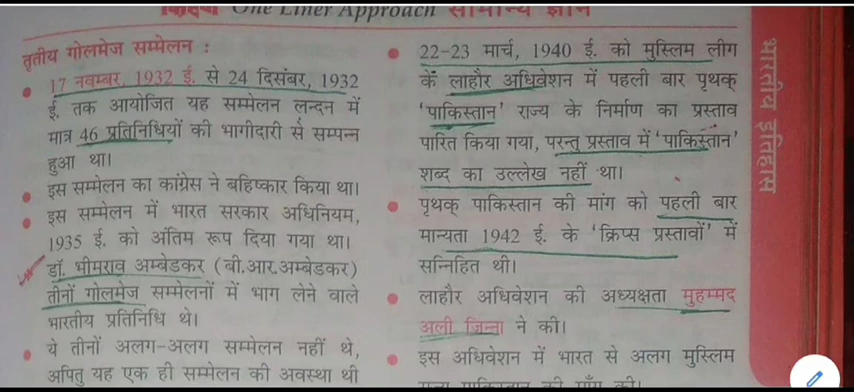 One Liner Approach सामान्य ज्ञान
तृतीय गोलमेज सम्मेलन :
17 नवम्बर, 1932 ई. से 24 दिसंबर, 1932
ई. तक आयोजित यह सम्मेलन लन्दन में
मात्र 46 प्रतिनिधियों की भागीदारी से सम्पन्न
हुआ था।
इस सम्मेलन का कांग्रेस ने बहिष्कार किया था।
इस सम्मेलन में भारत सरकार अधिनियम,
1935 ई. को अंतिम रूप दिया गया था।
डॉ. भीमराव अम्बेडकर (बी.आर.अम्बेडकर)
तीनों गोलमेज सम्मेलनों में भाग लेने वाले
भारतीय प्रतिनिधि थे।
ये तीनों अलग-अलग सम्मेलन नहीं थे,
अपितु यह एक ही सम्मेलन की अवस्था थी
22-23 मार्च, 1940 ई. को मुस्लिम लीग
के लाहौर अधिवेशन में पहली बार पृथक्
'पाकिस्तान' राज्य के निर्माण का प्रस्ताव
पारित किया गया, परन्तु प्रस्ताव में 'पाकिस्तान'
शब्द का उल्लेख नहीं था।
पृथक् पाकिस्तान की मांग को पहली बार
मान्यता 1942 ई. के 'क्रिप्स प्रस्तावों' में
सन्निहित थी।
लाहौर अधिवेशन की अध्यक्षता मुहम्मद
अली जिन्ना ने की।
इस अधिवेशन में भारत से अलग मुस्लिम
पाकिस्तान की माँग की।
भारतीय इतिहास